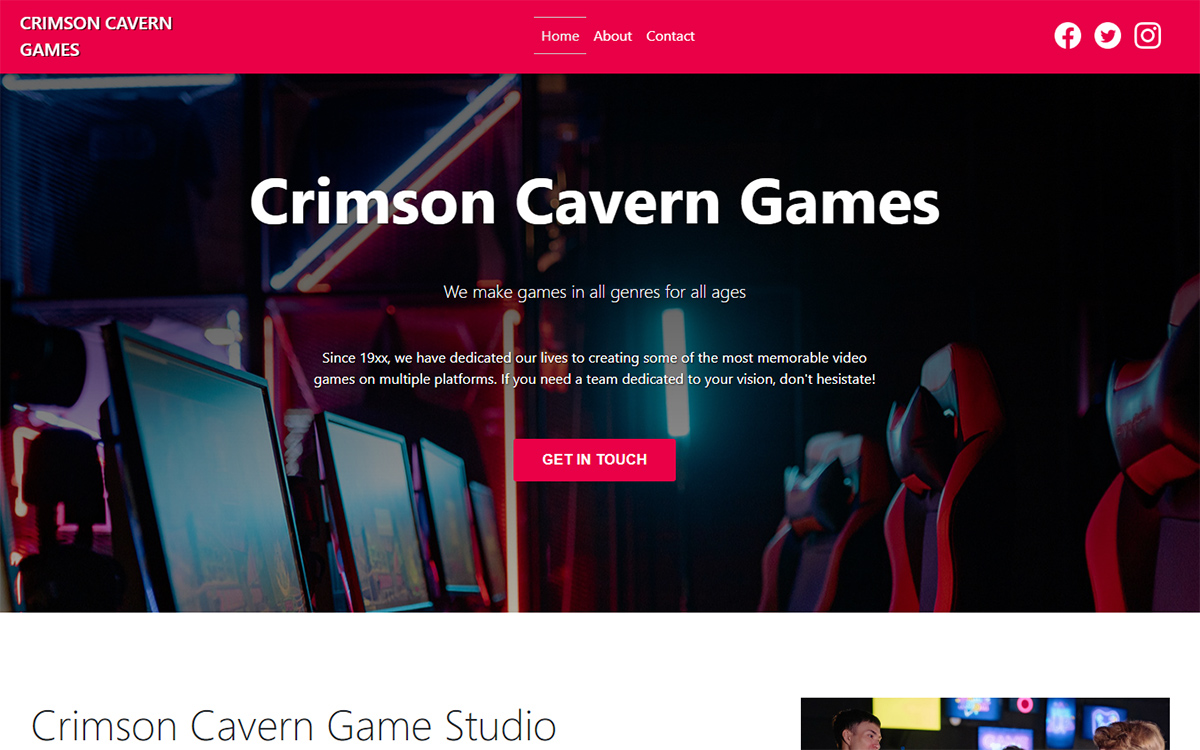 CRIMSON CAVERN
GAMES
Home About Contact
Crimson Cavern Games
We make games in all genres for all ages
Since 19xx, we have dedicated our lives to creating some of the most memorable video
games on multiple platforms. If you need a team dedicated to your vision, don't hesistate!
GET IN TOUCH
Crimson Cavern Game Studio
GAME